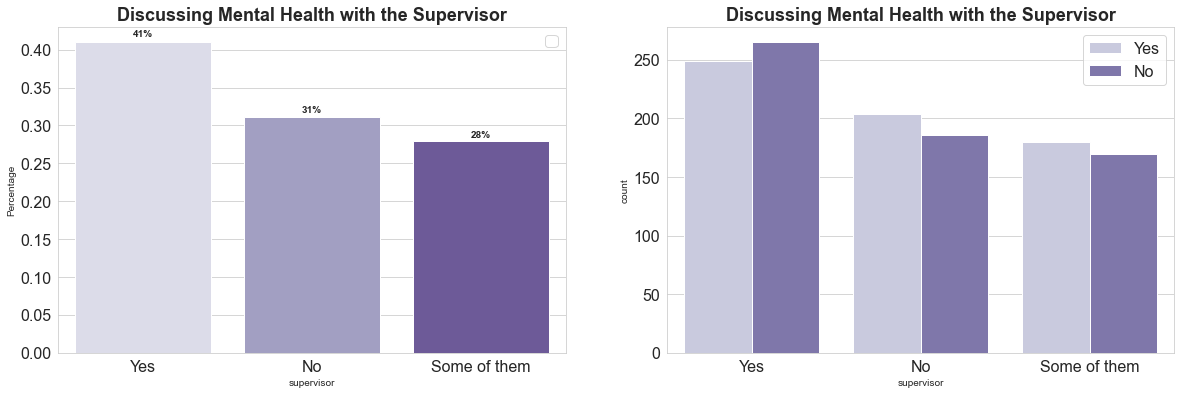 Discussing Mental Health with the Supervisor
0.40
0.35
0.30
0.25
0.20
0.15
0.10
0.05
0.00
Percentage
41%
31%
28%
Yes No Some of them
supervisor
Discussing Mental Health with the Supervisor
250
200
150
100
50
0
count
Yes
No
Yes No Some of them
supervisor